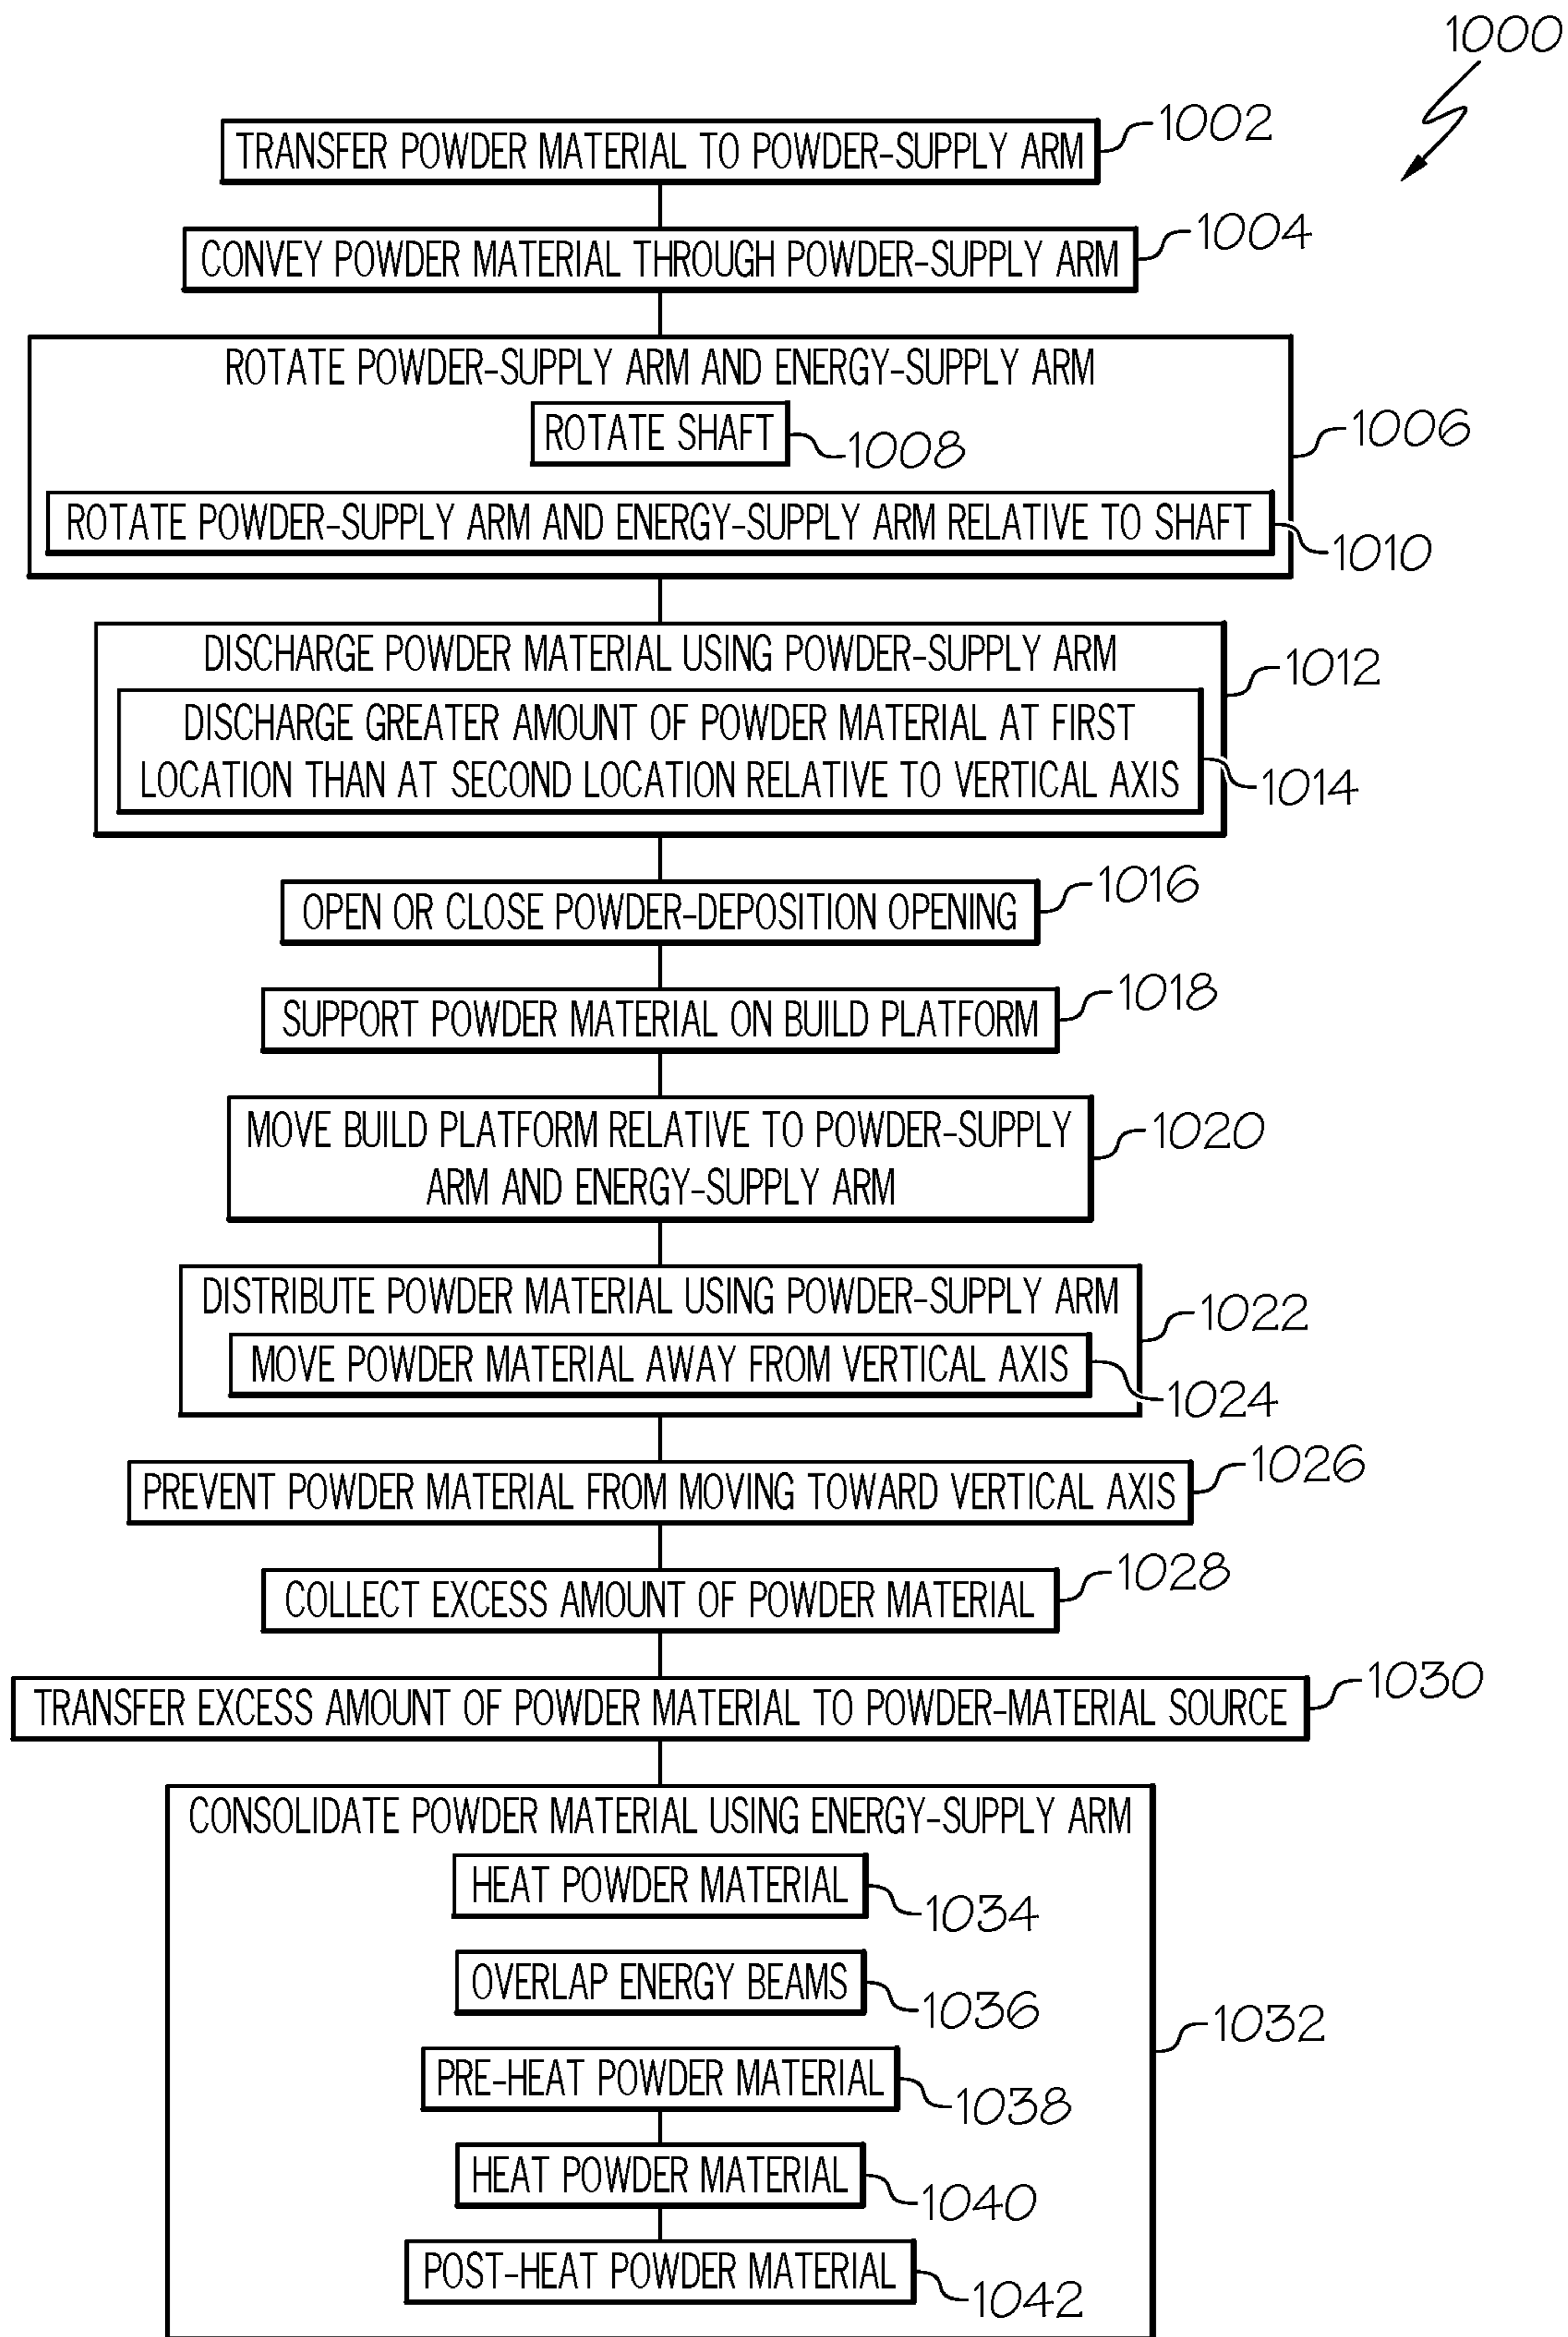 1000
TRANSFER POWDER MATERIAL TO POWDER-SUPPLY ARM
1002
CONVEY POWDER MATERIAL THROUGH POWDER-SUPPLY ARM
1004
ROTATE POWDER-SUPPLY ARM AND ENERGY-SUPPLY ARM
1006
ROTATE SHAFT
1008
ROTATE POWDER-SUPPLY ARM AND ENERGY-SUPPLY ARM RELATIVE TO SHAFT
1010
DISCHARGE POWDER MATERIAL USING POWDER-SUPPLY ARM
1012
DISCHARGE GREATER AMOUNT OF POWDER MATERIAL AT FIRST
LOCATION THAN AT SECOND LOCATION RELATIVE TO VERTICAL AXIS
1014
OPEN OR CLOSE POWDER-DEPOSITION OPENING
1016
SUPPORT POWDER MATERIAL ON BUILD PLATFORM
1018
MOVE BUILD PLATFORM RELATIVE TO POWDER-SUPPLY
ARM AND ENERGY-SUPPLY ARM
1020
DISTRIBUTE POWDER MATERIAL USING POWDER-SUPPLY ARM
1022
MOVE POWDER MATERIAL AWAY FROM VERTICAL AXIS
1024
PREVENT POWDER MATERIAL FROM MOVING TOWARD VERTICAL AXIS
1026
COLLECT EXCESS AMOUNT OF POWDER MATERIAL
1028
TRANSFER EXCESS AMOUNT OF POWDER MATERIAL TO POWDER-MATERIAL SOURCE
1030
CONSOLIDATE POWDER MATERIAL USING ENERGY-SUPPLY ARM
HEAT POWDER MATERIAL
1034
OVERLAP ENERGY BEAMS
1036
1032
PRE-HEAT POWDER MATERIAL
1038
HEAT POWDER MATERIAL
1040
POST-HEAT POWDER MATERIAL
1042